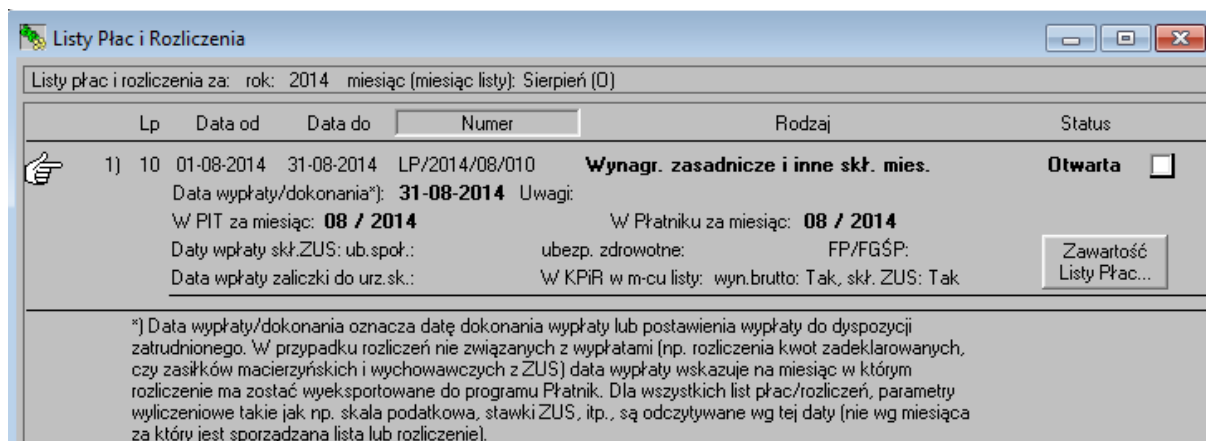 Listy Płac i Rozliczenia
Listy płac i rozliczenia za: rok: 2014 miesiąc (miesiąc listy): Sierpień (O)
Lp Data od Data do Numer Rodzaj Status
1) 10 01-08-2014 31-08-2014 LP/2014/08/010 Wynagr. zasadnicze i inne skł. mies. Otwarta
Data wypłaty/dokonania*): 31-08-2014 Uwagi:
W PIT za miesiąc: 08 / 2014 W Płatniku za miesiąc: 08 / 2014
Daty wpłaty skł.ZUS: ub.społ.: ubezp. zdrowotne: FP/FGŚP:
Data wpłaty zaliczki do urz.sk.: W KPiR w m-cu listy: wyn.brutto: Tak, skł. ZUS: Tak
Zawartość
Listy Płac...
*) Data wypłaty/dokonania oznacza datę dokonania wypłaty lub postawienia wypłaty do dyspozycji
zatrudnionego. W przypadku rozliczeń nie związanych z wypłatami (np. rozliczenia kwot zadeklarowanych,
czy zasiłków macierzyńskich i wychowawczych z ZUS) data wypłaty wskazuje na miesiąc w którym
rozliczenie ma zostać wyeksportowane do programu Płatnik. Dla wszystkich list płac/rozliczeń, parametry
wyliczeniowe takie jak np. skala podatkowa, stawki ZUS, itp., są odczytywane wg tej daty (nie wg miesiąca
za który jest sporządzana lista lub rozliczenie).